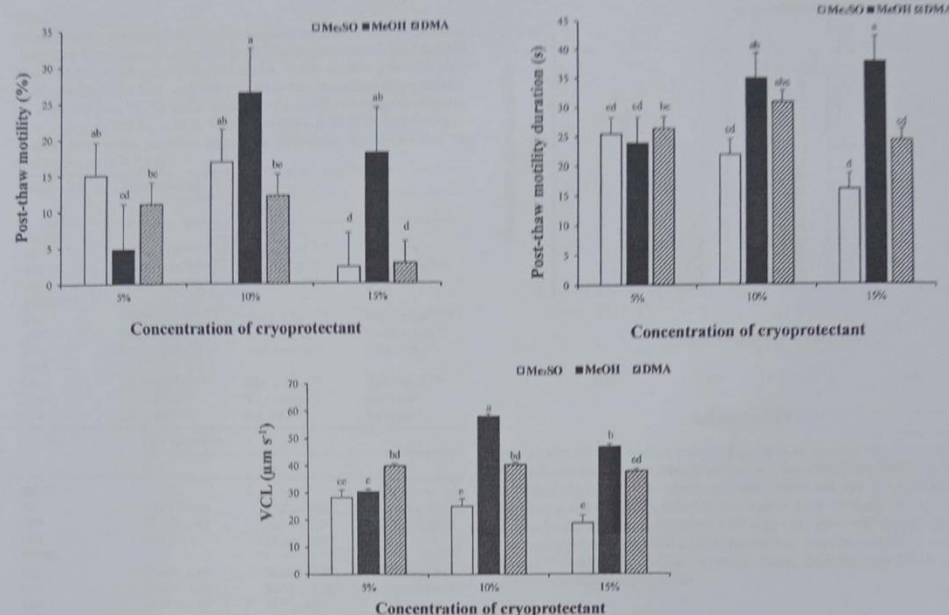 □Me₂SO ■MeOH ▨DMA
Post-thaw motility (%)
35
30
25
20
15
10
5
0
ab
cd
bc
ab
a
bc
d
ab
d
5%
10%
15%
Concentration of cryoprotectant
□Me₂SO ■MeOH ▨DMA
Post-thaw motility duration (s)
45
40
35
30
25
20
15
10
5
0
cd
cd
bc
cd
ab
abc
d
a
cd
5%
10%
15%
Concentration of cryoprotectant
□Me₂SO ■MeOH ▨DMA
VCL (µm s⁻¹)
70
60
50
40
30
20
10
0
ce
e
bd
e
a
bd
e
b
cd
5%
10%
15%
Concentration of cryoprotectant